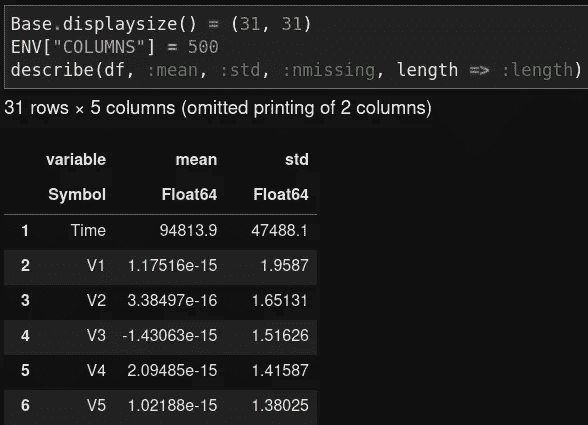 Base.displaysize() = (31, 31)
ENV["COLUMNS"] = 500
describe(df, :mean, :std, :nmissing, length => :length)
31 rows × 5 columns (omitted printing of 2 columns)
variable mean std
Symbol Float64 Float64
1 Time 94813.9 47488.1
2 V1 1.17516e-15 1.9587
3 V2 3.38497e-16 1.65131
4 V3 -1.43063e-15 1.51626
5 V4 2.09485e-15 1.41587
6 V5 1.02188e-15 1.38025